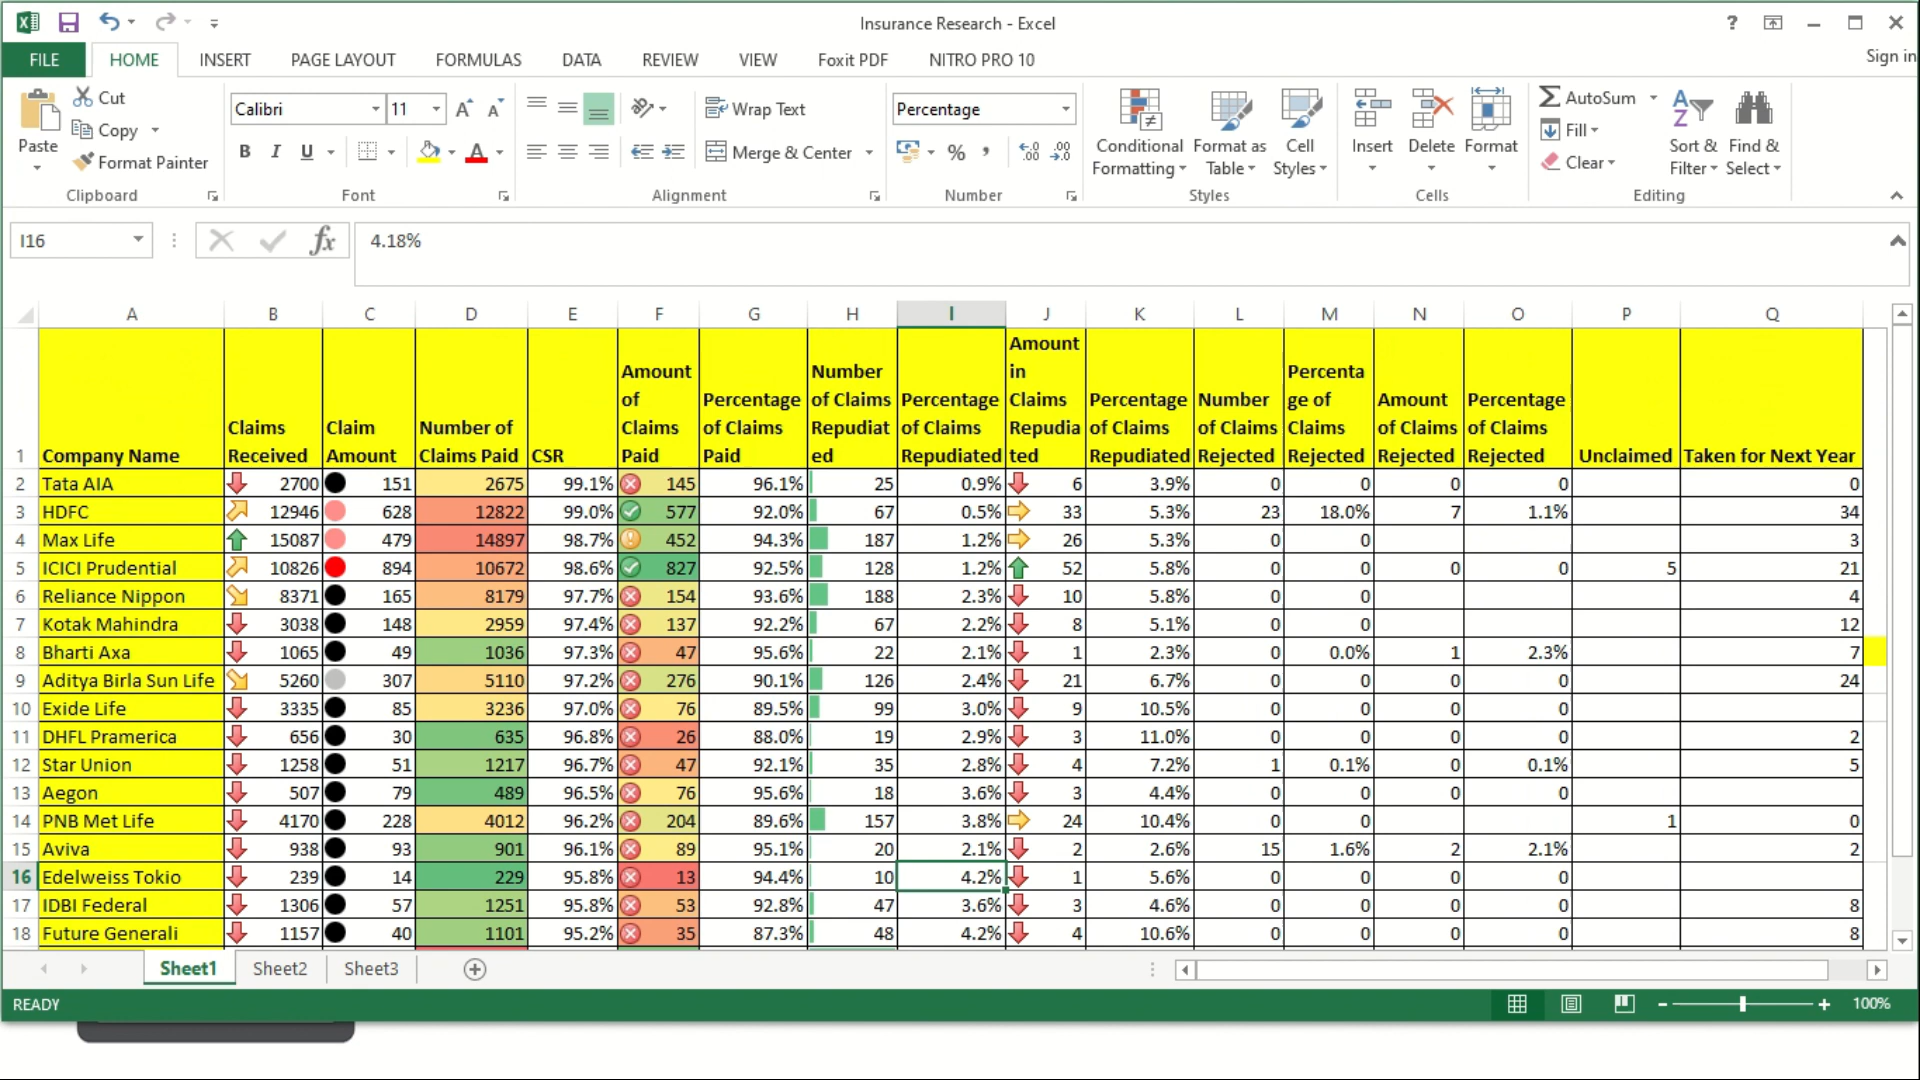 Insurance Research - Excel
?
Sign in
FILE HOME INSERT PAGE LAYOUT FORMULAS DATA REVIEW VIEW Foxit PDF NITRO PRO 10
Paste Cut Copy Format Painter
Clipboard
Calibri 11 A A
B I U A
Font
Wrap Text
Merge & Center
Alignment
Percentage
% ,
Number
Conditional Formatting Format as Table Cell Styles
Styles
Insert Delete Format
Cells
AutoSum Fill Clear Sort & Filter Find & Select
Editing
I16 fx 4.18%
A B C D E F G H I J K L M N O P Q
1 Company Name Claims Received Claim Amount Number of Claims Paid CSR Amount of Claims Paid Percentage of Claims Paid Number of Claims Repudiated Percentage of Claims Repudiated Amount in Claims Repudiated Percentage of Claims Repudiated Number of Claims Rejected Percentage of Claims Rejected Amount of Claims Rejected Percentage of Claims Rejected Unclaimed Taken for Next Year
2 Tata AIA 2700 151 2675 99.1% 145 96.1% 25 0.9% 6 3.9% 0 0 0 0 0
3 HDFC 12946 628 12822 99.0% 577 92.0% 67 0.5% 33 5.3% 23 18.0% 7 1.1% 34
4 Max Life 15087 479 14897 98.7% 452 94.3% 187 1.2% 26 5.3% 0 0 3
5 ICICI Prudential 10826 894 10672 98.6% 827 92.5% 128 1.2% 52 5.8% 0 0 0 0 5 21
6 Reliance Nippon 8371 165 8179 97.7% 154 93.6% 188 2.3% 10 5.8% 0 0 4
7 Kotak Mahindra 3038 148 2959 97.4% 137 92.2% 67 2.2% 8 5.1% 0 0 12
8 Bharti Axa 1065 49 1036 97.3% 47 95.6% 22 2.1% 1 2.3% 0 0.0% 1 2.3% 7
9 Aditya Birla Sun Life 5260 307 5110 97.2% 276 90.1% 126 2.4% 21 6.7% 0 0 0 0 24
10 Exide Life 3335 85 3236 97.0% 76 89.5% 99 3.0% 9 10.5% 0 0 0 0
11 DHFL Pramerica 656 30 635 96.8% 26 88.0% 19 2.9% 3 11.0% 0 0 0 0 2
12 Star Union 1258 51 1217 96.7% 47 92.1% 35 2.8% 4 7.2% 1 0.1% 0 0.1% 5
13 Aegon 507 79 489 96.5% 76 95.6% 18 3.6% 3 4.4% 0 0 0 0
14 PNB Met Life 4170 228 4012 96.2% 204 89.6% 157 3.8% 24 10.4% 0 0 1 0
15 Aviva 938 93 901 96.1% 89 95.1% 20 2.1% 2 2.6% 15 1.6% 2 2.1% 2
16 Edelweiss Tokio 239 14 229 95.8% 13 94.4% 10 4.2% 1 5.6% 0 0 0 0
17 IDBI Federal 1306 57 1251 95.8% 53 92.8% 47 3.6% 3 4.6% 0 0 0 0 8
18 Future Generali 1157 40 1101 95.2% 35 87.3% 48 4.2% 4 10.6% 0 0 0 0 8
Sheet1 Sheet2 Sheet3
READY 100%